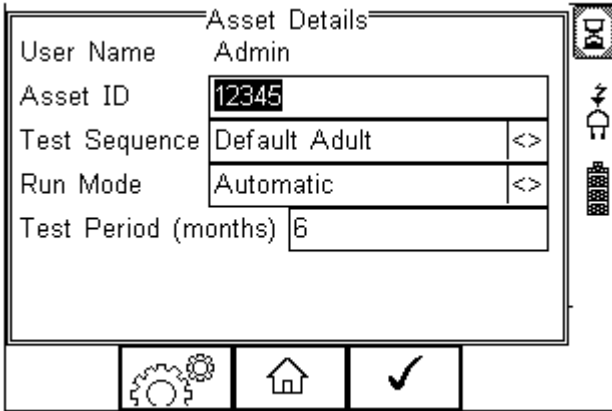 Asset Details
User Name Admin
Asset ID 12345
Test Sequence Default Adult <>
Run Mode Automatic <>
Test Period (months) 6